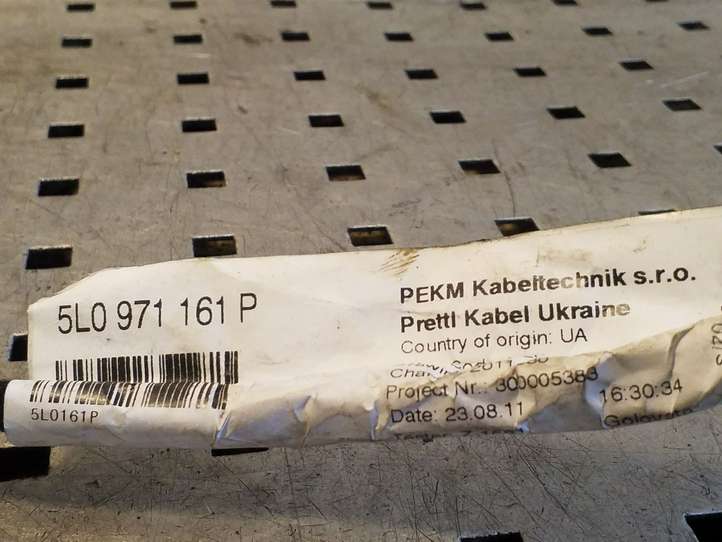 5L0 971 161 P
5L0161P
PEKM Kabeltechnik s.r.o.
Prettl Kabel Ukraine
Country of origin: UA
Project Nr.: 300005383
16:30:34
Date: 23.08.11